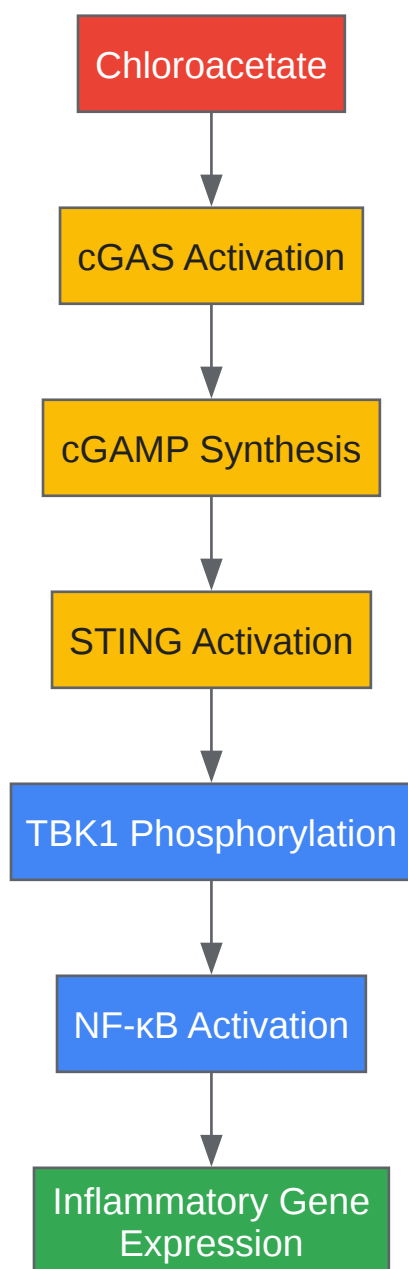 Chloroacetate
cGAS Activation
cGAMP Synthesis
STING Activation
TBK1 Phosphorylation
NF-κB Activation
Inflammatory Gene
Expression